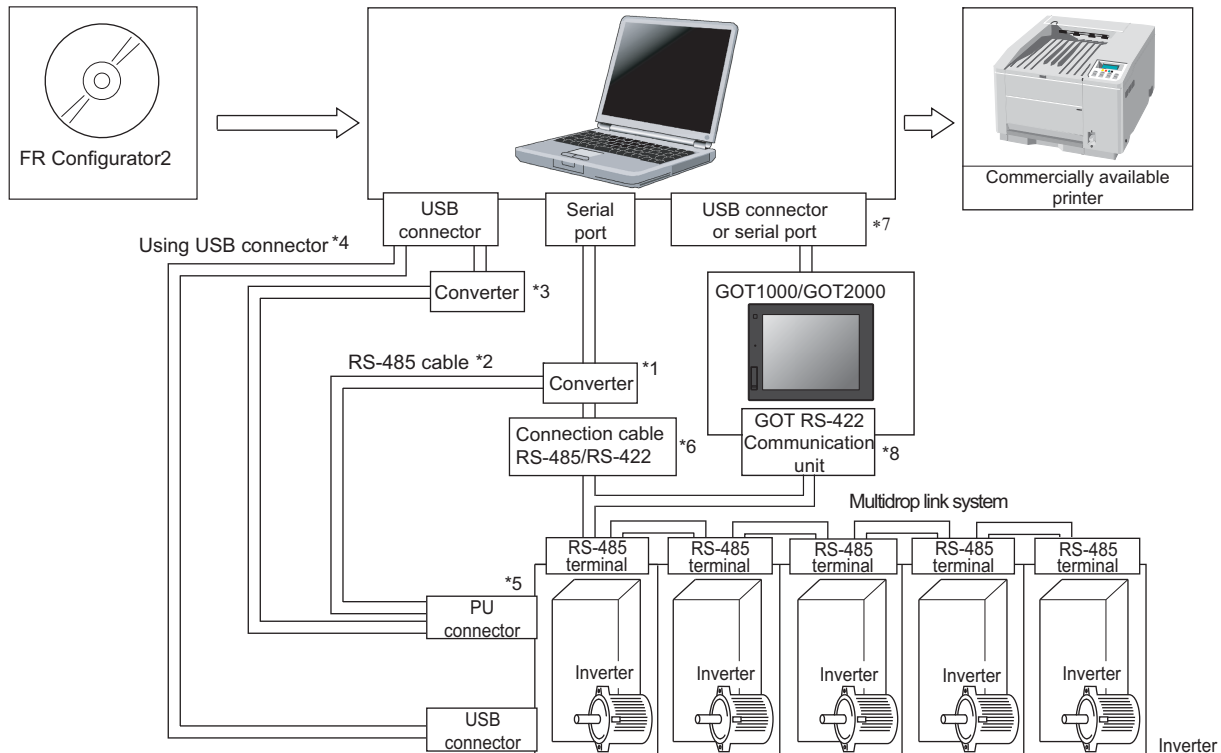 FR Configurator2
Commercially available
printer
USB
connector
Serial
port
USB connector
or serial port
*7
Using USB connector *4
Converter
*3
GOT1000/GOT2000
RS-485 cable *2
Converter
*1
Connection cable
RS-485/RS-422
*6
GOT RS-422
Communication
unit
*8
Multidrop link system
RS-485
terminal
RS-485
terminal
RS-485
terminal
RS-485
terminal
RS-485
terminal
*5
PU
connector
Inverter
Inverter
Inverter
Inverter
Inverter
USB
connector
Inverter